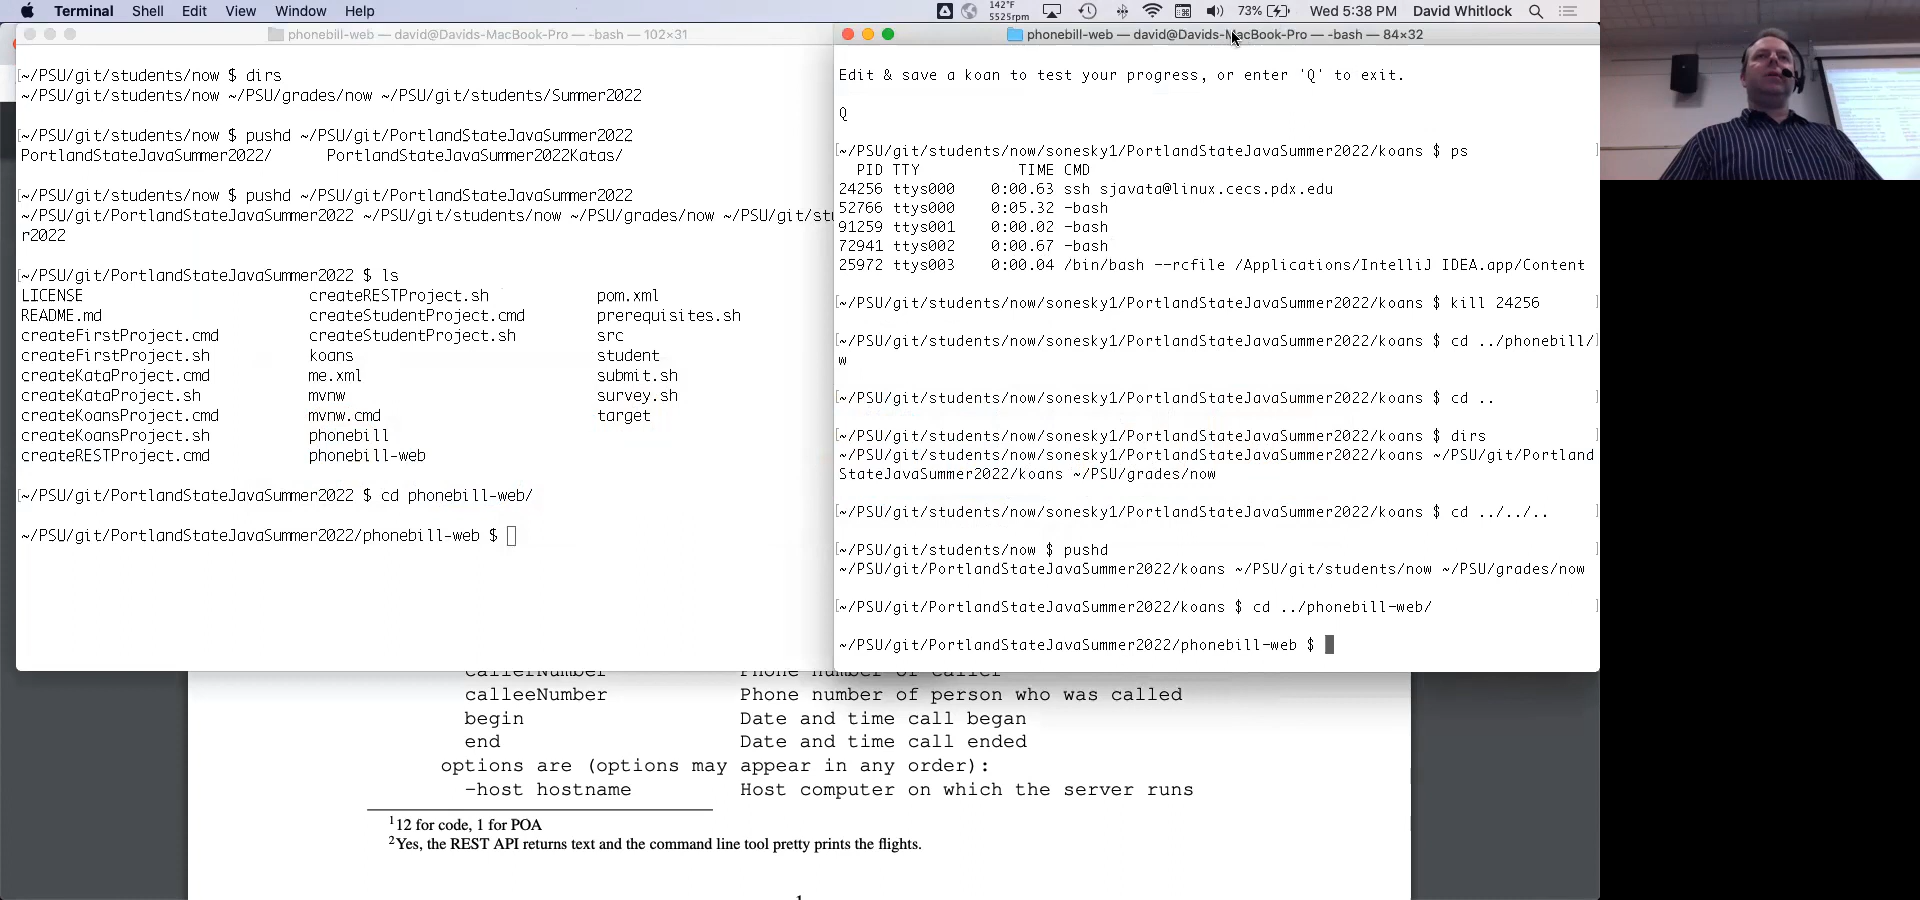 Terminal Shell Edit View Window Help 142°F 5525rpm 73% Wed 5:38 PM David Whitlock
phonebill-web — david@Davids-MacBook-Pro — -bash — 102×31
[~/PSU/git/students/now $ dirs
~/PSU/git/students/now ~/PSU/grades/now ~/PSU/git/students/Summer2022
[~/PSU/git/students/now $ pushd ~/PSU/git/PortlandStateJavaSummer2022
PortlandStateJavaSummer2022/ PortlandStateJavaSummer2022Katas/
[~/PSU/git/students/now $ pushd ~/PSU/git/PortlandStateJavaSummer2022
~/PSU/git/PortlandStateJavaSummer2022 ~/PSU/git/students/now ~/PSU/grades/now ~/PSU/git/stu
r2022
[~/PSU/git/PortlandStateJavaSummer2022 $ ls
LICENSE createRESTProject.sh pom.xml
README.md createStudentProject.cmd prerequisites.sh
createFirstProject.cmd createStudentProject.sh src
createFirstProject.sh koans student
createKataProject.cmd me.xml submit.sh
createKataProject.sh mvnw survey.sh
createKoansProject.cmd mvnw.cmd target
createKoansProject.sh phonebill
createRESTProject.cmd phonebill-web
[~/PSU/git/PortlandStateJavaSummer2022 $ cd phonebill-web/
~/PSU/git/PortlandStateJavaSummer2022/phonebill-web $
phonebill-web — david@Davids-MacBook-Pro — -bash — 84×32
Edit & save a koan to test your progress, or enter 'Q' to exit.
Q
[~/PSU/git/students/now/sonesky1/PortlandStateJavaSummer2022/koans $ ps ]
PID TTY TIME CMD
24256 ttys000 0:00.63 ssh sjavata@linux.cecs.pdx.edu
52766 ttys000 0:05.32 -bash
91259 ttys001 0:00.02 -bash
72941 ttys002 0:00.67 -bash
25972 ttys003 0:00.04 /bin/bash --rcfile /Applications/IntelliJ IDEA.app/Content
[~/PSU/git/students/now/sonesky1/PortlandStateJavaSummer2022/koans $ kill 24256 ]
[~/PSU/git/students/now/sonesky1/PortlandStateJavaSummer2022/koans $ cd ../phonebill/]
w
[~/PSU/git/students/now/sonesky1/PortlandStateJavaSummer2022/koans $ cd .. ]
[~/PSU/git/students/now/sonesky1/PortlandStateJavaSummer2022/koans $ dirs ]
~/PSU/git/students/now/sonesky1/PortlandStateJavaSummer2022/koans ~/PSU/git/Portland
StateJavaSummer2022/koans ~/PSU/grades/now
[~/PSU/git/students/now/sonesky1/PortlandStateJavaSummer2022/koans $ cd ../../.. ]
[~/PSU/git/students/now $ pushd ]
~/PSU/git/PortlandStateJavaSummer2022/koans ~/PSU/git/students/now ~/PSU/grades/now
[~/PSU/git/PortlandStateJavaSummer2022/koans $ cd ../phonebill-web/ ]
~/PSU/git/PortlandStateJavaSummer2022/phonebill-web $
callerNumber Phone number of caller
calleeNumber Phone number of person who was called
begin Date and time call began
end Date and time call ended
options are (options may appear in any order):
-host hostname Host computer on which the server runs
1 12 for code, 1 for POA
2 Yes, the REST API returns text and the command line tool pretty prints the flights.
1